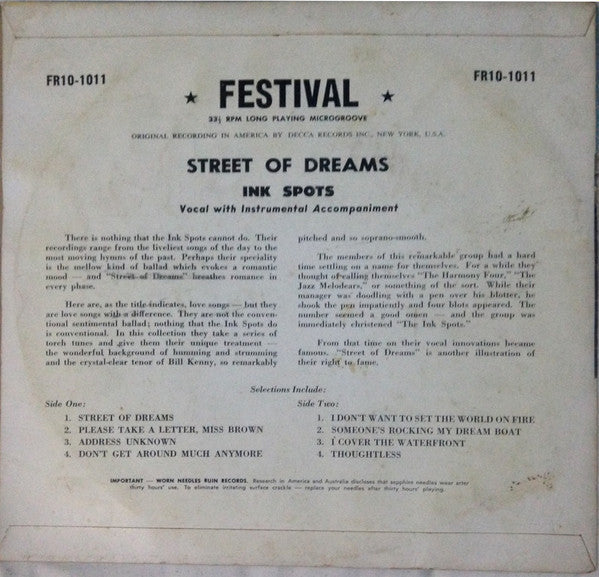 FR10-1011
FR10-1011
★ FESTIVAL ★
33⅓ RPM LONG PLAYING MICROGROOVE
ORIGINAL RECORDING IN AMERICA BY DECCA RECORDS INC., NEW YORK, U.S.A.
STREET OF DREAMS
INK SPOTS
Vocal with Instrumental Accompaniment
There is nothing that the Ink Spots cannot do. Their
recordings range from the liveliest songs of the day to the
most moving hymns of the past. Perhaps their speciality
is the mellow kind of ballad which evokes a romantic
mood — and "Street of Dreams" breathes romance in
every phase.
Here are, as the title indicates, love songs — but they
are love songs with a difference. They are not the conven-
tional sentimental ballad; nothing that the Ink Spots do
is conventional. In this collection they take a series of
torch tunes and give them their unique treatment —
the wonderful background of humming and strumming
and the crystal-clear tenor of Bill Kenny, so remarkably
pitched and so soprano-smooth.
The members of this remarkable group had a hard
time settling on a name for themselves. For a while they
thought of calling themselves "The Harmony Four," "The
Jazz Melodears," or something of the sort. While their
manager was doodling with a pen over his blotter, he
shook the pen impatiently and four blots appeared. The
number seemed a good omen — and the group was
immediately christened "The Ink Spots."
From that time on their vocal innovations became
famous. "Street of Dreams" is another illustration of
their right to fame.
Selections Include:
Side One:
1. STREET OF DREAMS
2. PLEASE TAKE A LETTER, MISS BROWN
3. ADDRESS UNKNOWN
4. DON'T GET AROUND MUCH ANYMORE
Side Two:
1. I DON'T WANT TO SET THE WORLD ON FIRE
2. SOMEONE'S ROCKING MY DREAM BOAT
3. I COVER THE WATERFRONT
4. THOUGHTLESS
IMPORTANT — WORN NEEDLES RUIN RECORDS. Research in America and Australia discloses that sapphire needles wear after
thirty hours' use. To eliminate irritating surface crackle — replace your needles after thirty hours' playing.